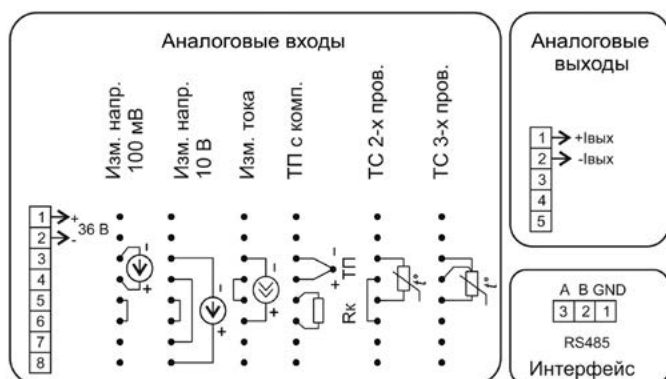 Аналоговые входы
Изм. напр.
100 мВ
Изм. напр.
10 В
Изм. тока
ТП с комп.
ТС 2-х пров.
ТС 3-х пров.
1 +
2 -
36 В
3
4
5
6
7
8
-
+
-
+
-
+
-
+
ТП
Rк
t°
t°
Аналоговые
выходы
1 +Iвых
2 -Iвых
3
4
5
A B GND
3 2 1
RS485
Интерфейс